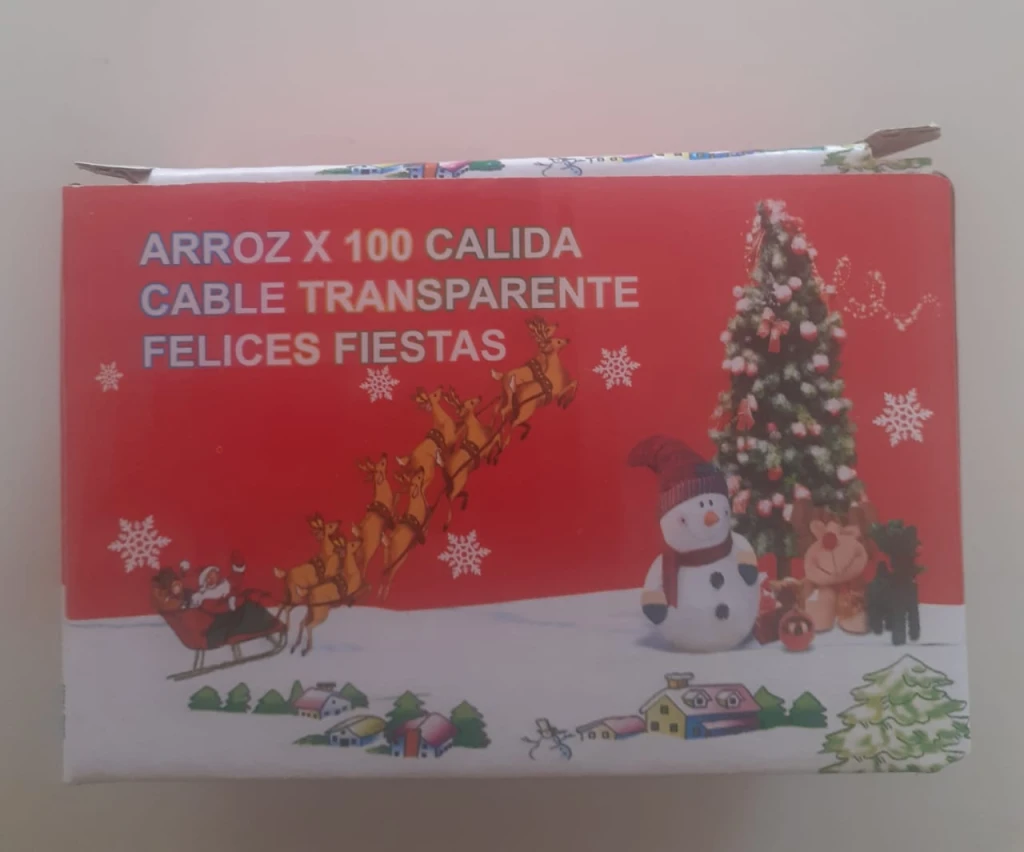 ARROZ X 100 CALIDA
CABLE TRANSPARENTE
FELICES FIESTAS